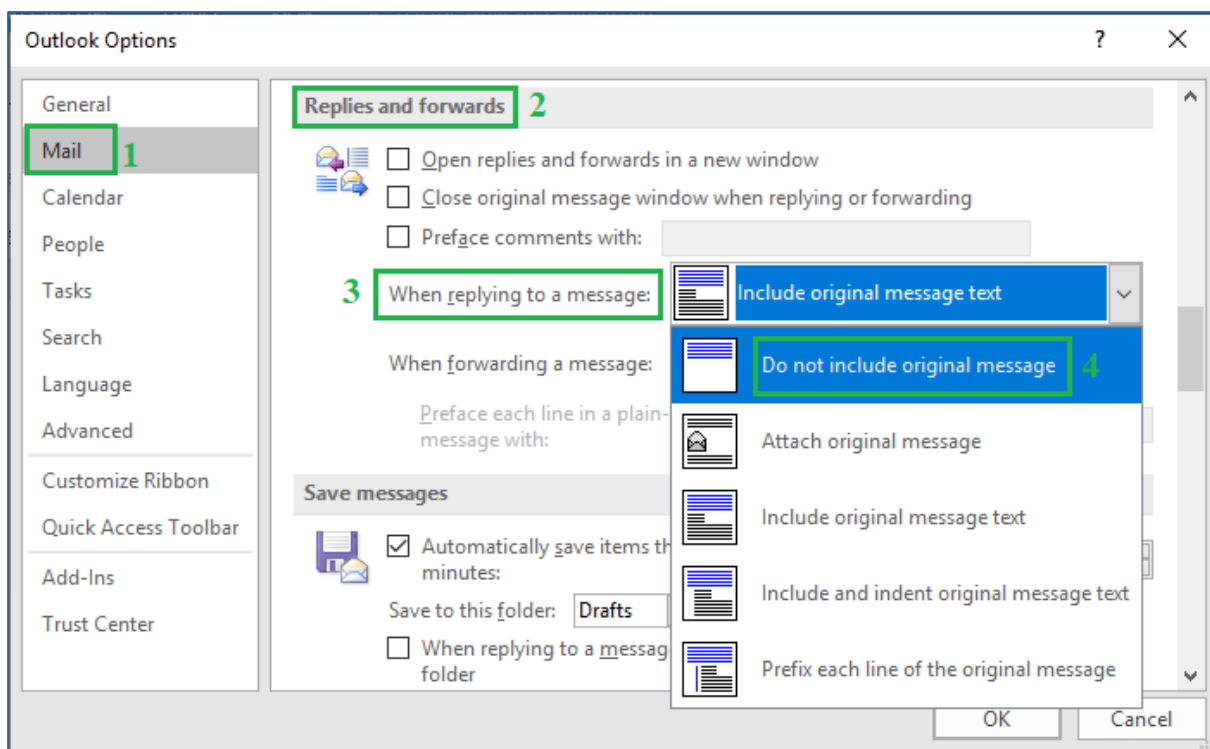 Outlook Options
?
General
Mail 1
Calendar
People
Tasks
Search
Language
Advanced
Customize Ribbon
Quick Access Toolbar
Add-Ins
Trust Center
Replies and forwards 2
Open replies and forwards in a new window
Close original message window when replying or forwarding
Preface comments with:
3 When replying to a message: Include original message text
When forwarding a message:
Preface each line in a plain-
message with:
Do not include original message 4
Attach original message
Include original message text
Include and indent original message text
Prefix each line of the original message
Save messages
Automatically save items th
minutes:
Save to this folder: Drafts
When replying to a messag
folder
OK Cancel